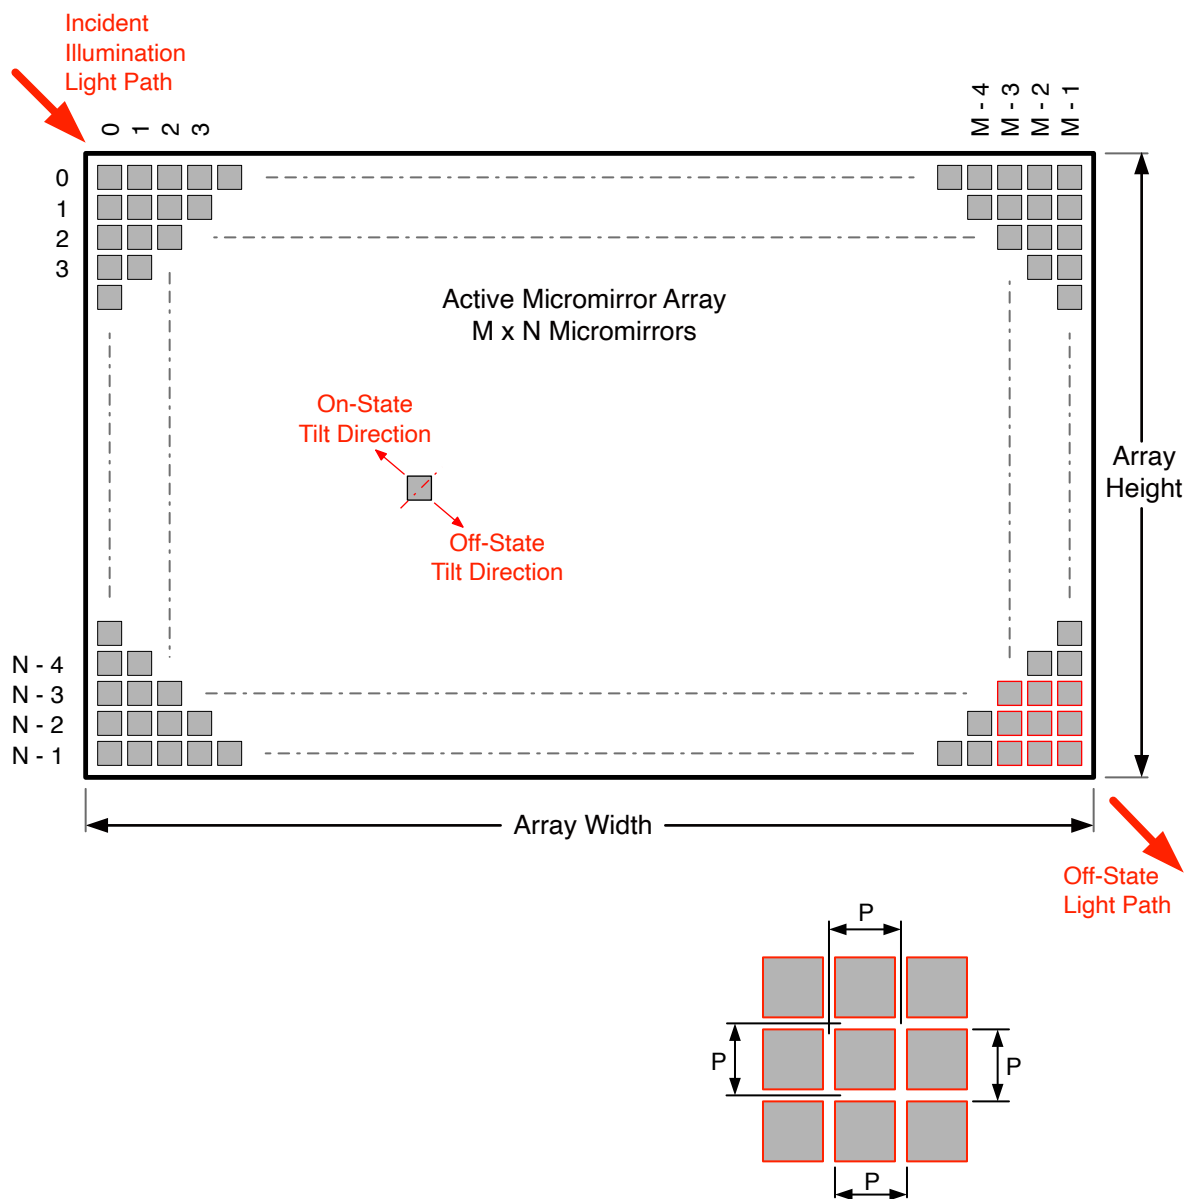 Incident
Illumination
Light Path
0
1
2
3
M - 4
M - 3
M - 2
M - 1
0
1
2
3
Active Micromirror Array
M x N Micromirrors
On-State
Tilt Direction
Off-State
Tilt Direction
Array
Height
N - 4
N - 3
N - 2
N - 1
Array Width
Off-State
Light Path
P
P
P
P